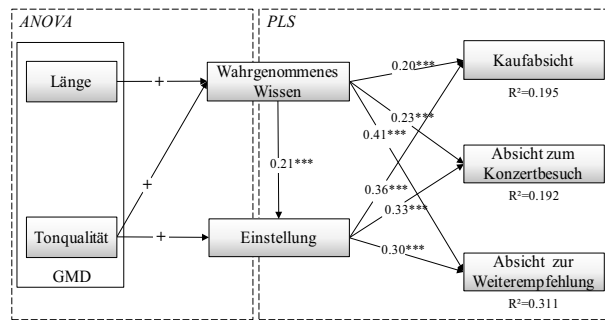 ANOVA
PLS
Länge
+
Wahrgenommenes
Wissen
0.20***
Kaufabsicht
R²=0.195
0.23***
0.41***
0.21***
+
Absicht zum
Konzertbesuch
R²=0.192
0.36***
0.33***
Tonqualität
+
Einstellung
0.30***
GMD
Absicht zur
Weiterempfehlung
R²=0.311